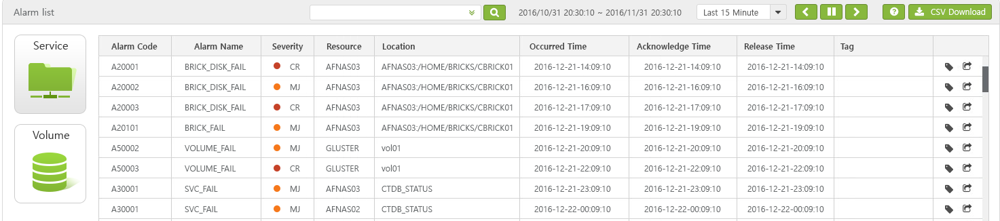 Alarm list 2016/10/31 20:30:10 ~ 2016/11/31 20:30:10 Last 15 Minute CSV Download
Service
Volume
Alarm Code Alarm Name Severity Resource Location Occurred Time Acknowledge Time Release Time Tag
A20001 BRICK_DISK_FAIL CR AFNAS03 AFNAS03:/HOME/BRICKS/CBRICK01 2016-12-21-14:09:10 2016-12-21-14:09:10 2016-12-21-14:09:10
A20002 BRICK_DISK_FAIL MJ AFNAS03 AFNAS03:/HOME/BRICKS/CBRICK01 2016-12-21-16:09:10 2016-12-21-16:09:10 2016-12-21-16:09:10
A20003 BRICK_DISK_FAIL CR AFNAS03 AFNAS03:/HOME/BRICKS/CBRICK01 2016-12-21-17:09:10 2016-12-21-17:09:10 2016-12-21-17:09:10
A20101 BRICK_FAIL MJ AFNAS03 AFNAS03:/HOME/BRICKS/CBRICK01 2016-12-21-19:09:10 2016-12-21-19:09:10 2016-12-21-19:09:10
A50002 VOLUME_FAIL MJ GLUSTER vol01 2016-12-21-20:09:10 2016-12-21-20:09:10 2016-12-21-20:09:10
A50003 VOLUME_FAIL CR GLUSTER vol01 2016-12-21-22:09:10 2016-12-21-22:09:10 2016-12-21-22:09:10
A30001 SVC_FAIL MJ AFNAS03 CTDB_STATUS 2016-12-21-23:09:10 2016-12-21-23:09:10 2016-12-21-23:09:10
A30001 SVC_FAIL MJ AFNAS02 CTDB_STATUS 2016-12-22-00:09:10 2016-12-22-00:09:10 2016-12-22-00:09:10